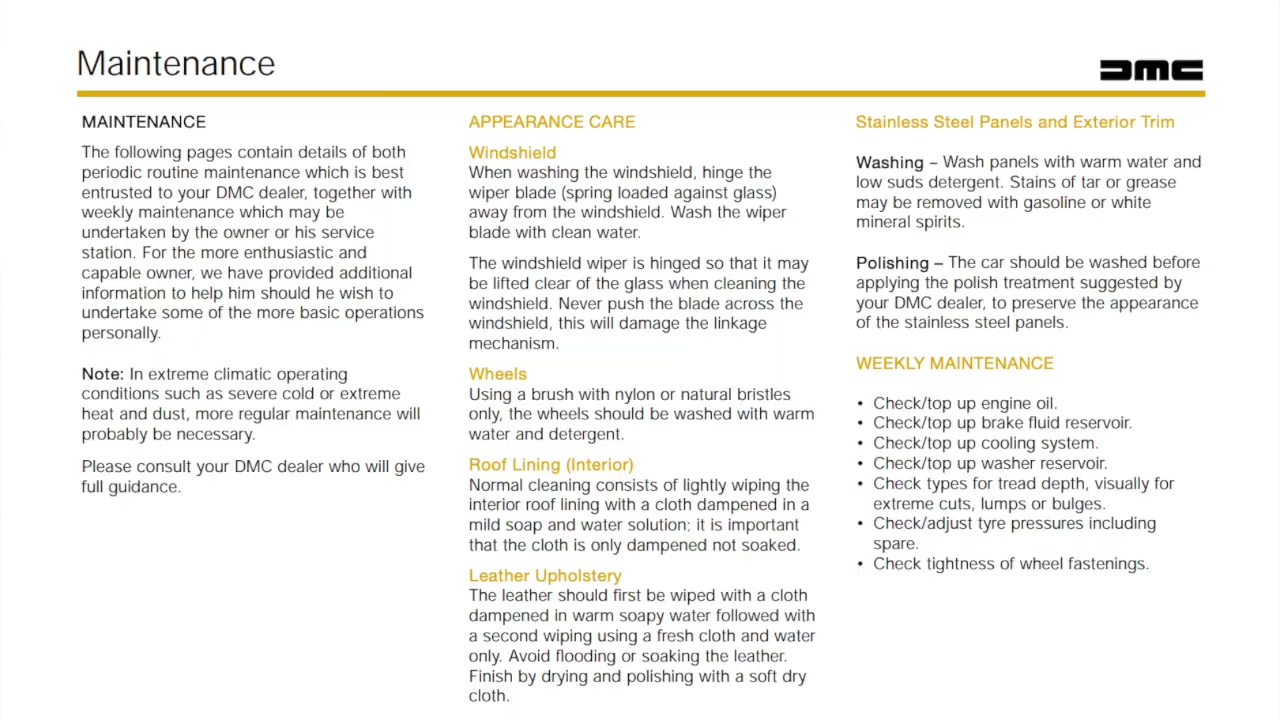 Maintenance
DMC
MAINTENANCE
The following pages contain details of both
periodic routine maintenance which is best
entrusted to your DMC dealer, together with
weekly maintenance which may be
undertaken by the owner or his service
station. For the more enthusiastic and
capable owner, we have provided additional
information to help him should he wish to
undertake some of the more basic operations
personally.
Note: In extreme climatic operating
conditions such as severe cold or extreme
heat and dust, more regular maintenance will
probably be necessary.
Please consult your DMC dealer who will give
full guidance.
APPEARANCE CARE
Windshield
When washing the windshield, hinge the
wiper blade (spring loaded against glass)
away from the windshield. Wash the wiper
blade with clean water.
The windshield wiper is hinged so that it may
be lifted clear of the glass when cleaning the
windshield. Never push the blade across the
windshield, this will damage the linkage
mechanism.
Wheels
Using a brush with nylon or natural bristles
only, the wheels should be washed with warm
water and detergent.
Roof Lining (Interior)
Normal cleaning consists of lightly wiping the
interior roof lining with a cloth dampened in a
mild soap and water solution; it is important
that the cloth is only dampened not soaked.
Leather Upholstery
The leather should first be wiped with a cloth
dampened in warm soapy water followed with
a second wiping using a fresh cloth and water
only. Avoid flooding or soaking the leather.
Finish by drying and polishing with a soft dry
cloth.
Stainless Steel Panels and Exterior Trim
Washing – Wash panels with warm water and
low suds detergent. Stains of tar or grease
may be removed with gasoline or white
mineral spirits.
Polishing – The car should be washed before
applying the polish treatment suggested by
your DMC dealer, to preserve the appearance
of the stainless steel panels.
WEEKLY MAINTENANCE
• Check/top up engine oil.
• Check/top up brake fluid reservoir.
• Check/top up cooling system.
• Check/top up washer reservoir.
• Check types for tread depth, visually for
extreme cuts, lumps or bulges.
• Check/adjust tyre pressures including
spare.
• Check tightness of wheel fastenings.